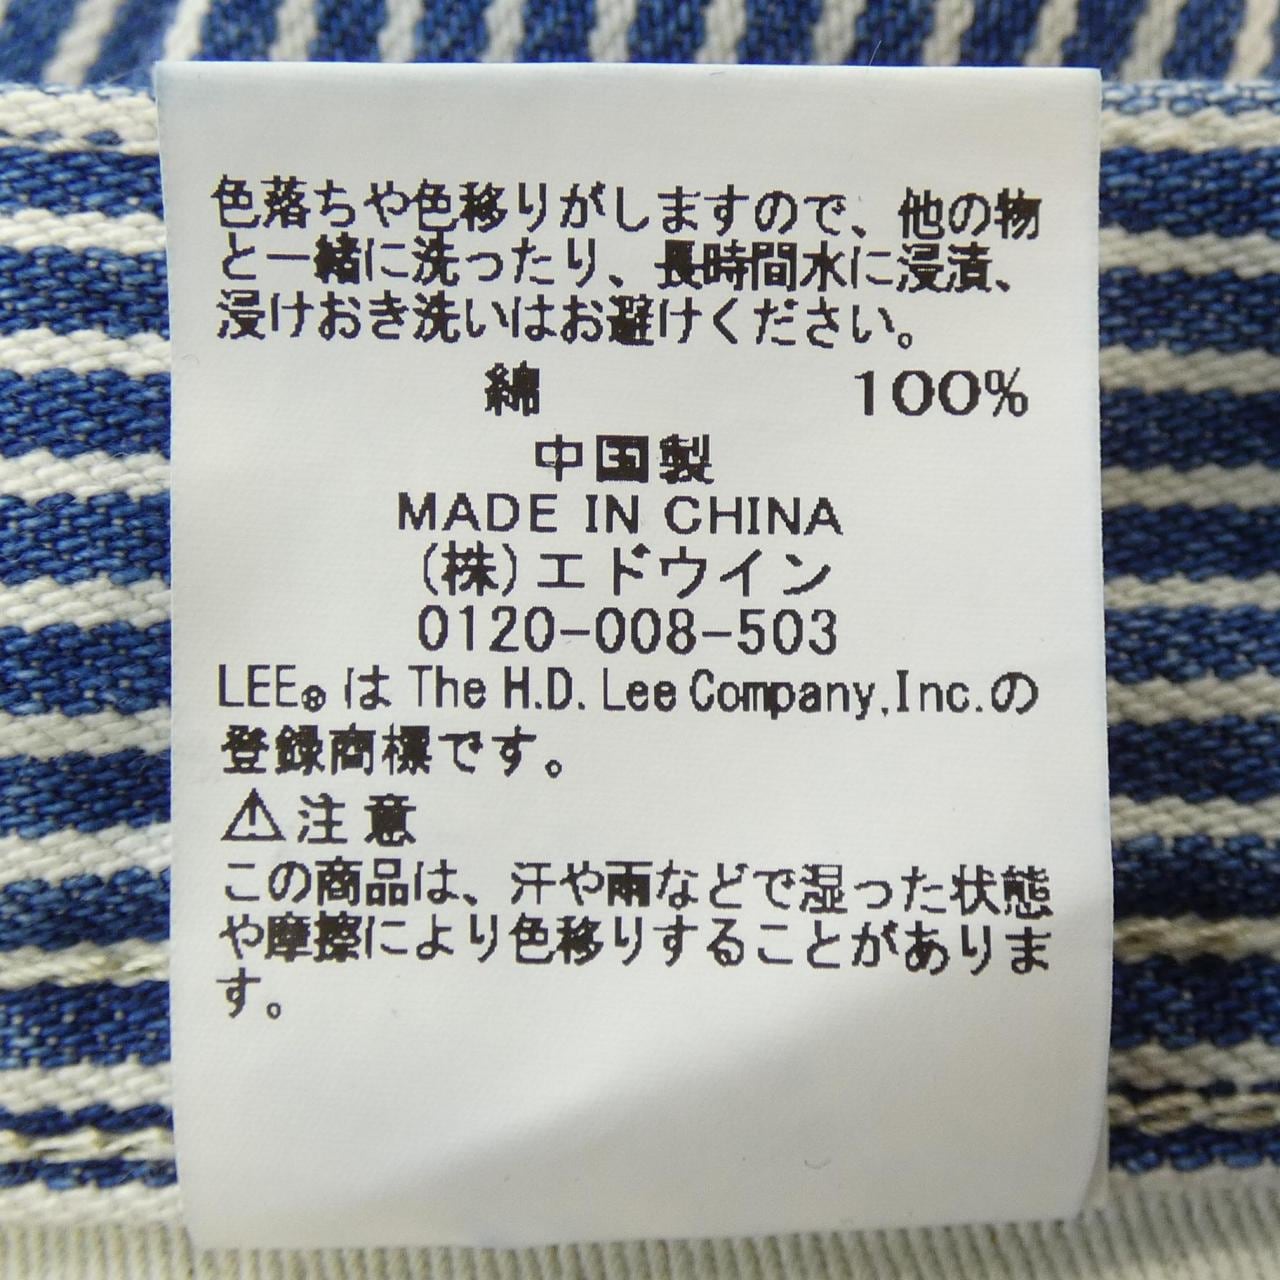 色落ちや色移りがしますので、他の物
と一緒に洗ったり、長時間水に浸漬、
浸けおき洗いはお避けください。
綿 100%
中国製
MADE IN CHINA
(株)エドウイン
0120-008-503
LEE®は The H.D. Lee Company,Inc.の
登録商標です。
⚠注意
この商品は、汗や雨などで湿った状態
や摩擦により色移りすることがありま
す。